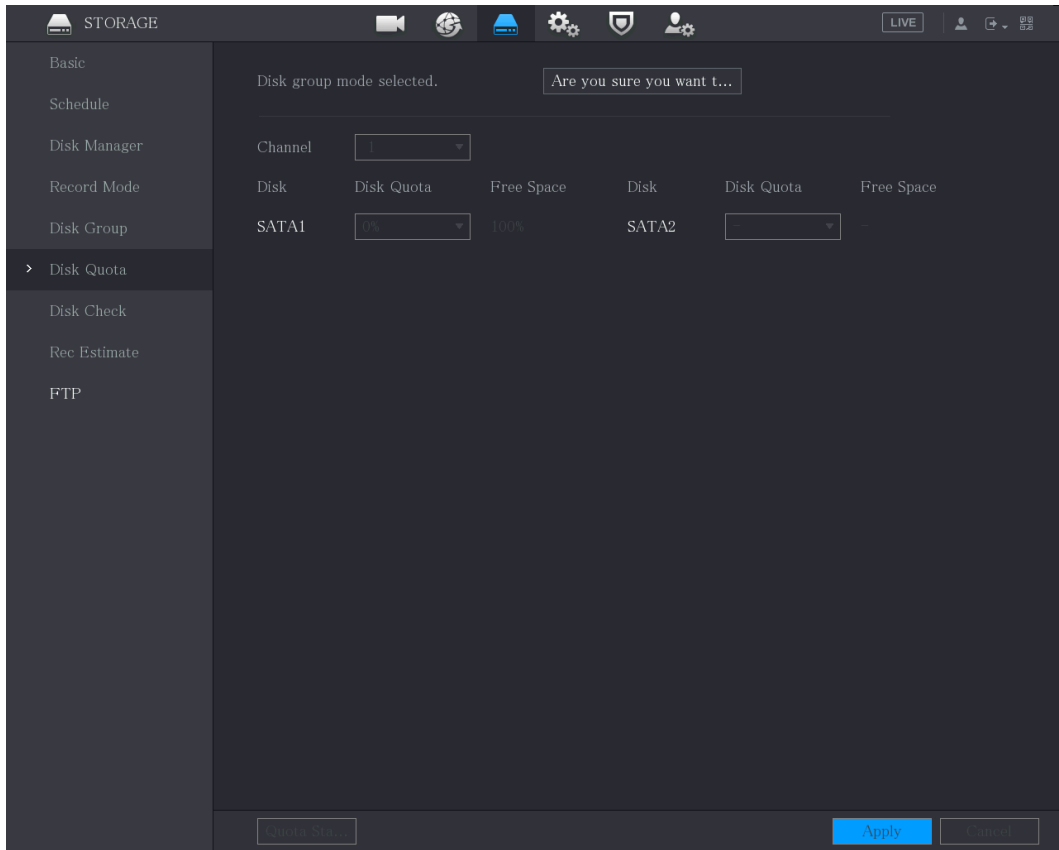 STORAGE
LIVE
Basic
Schedule
Disk Manager
Record Mode
Disk Group
Disk Quota
Disk Check
Rec Estimate
FTP
Disk group mode selected.
Are you sure you want t...
Channel 1
Disk Disk Quota Free Space Disk Disk Quota Free Space
SATA1 0% 100% SATA2 – –
Quota Sta... Apply Cancel